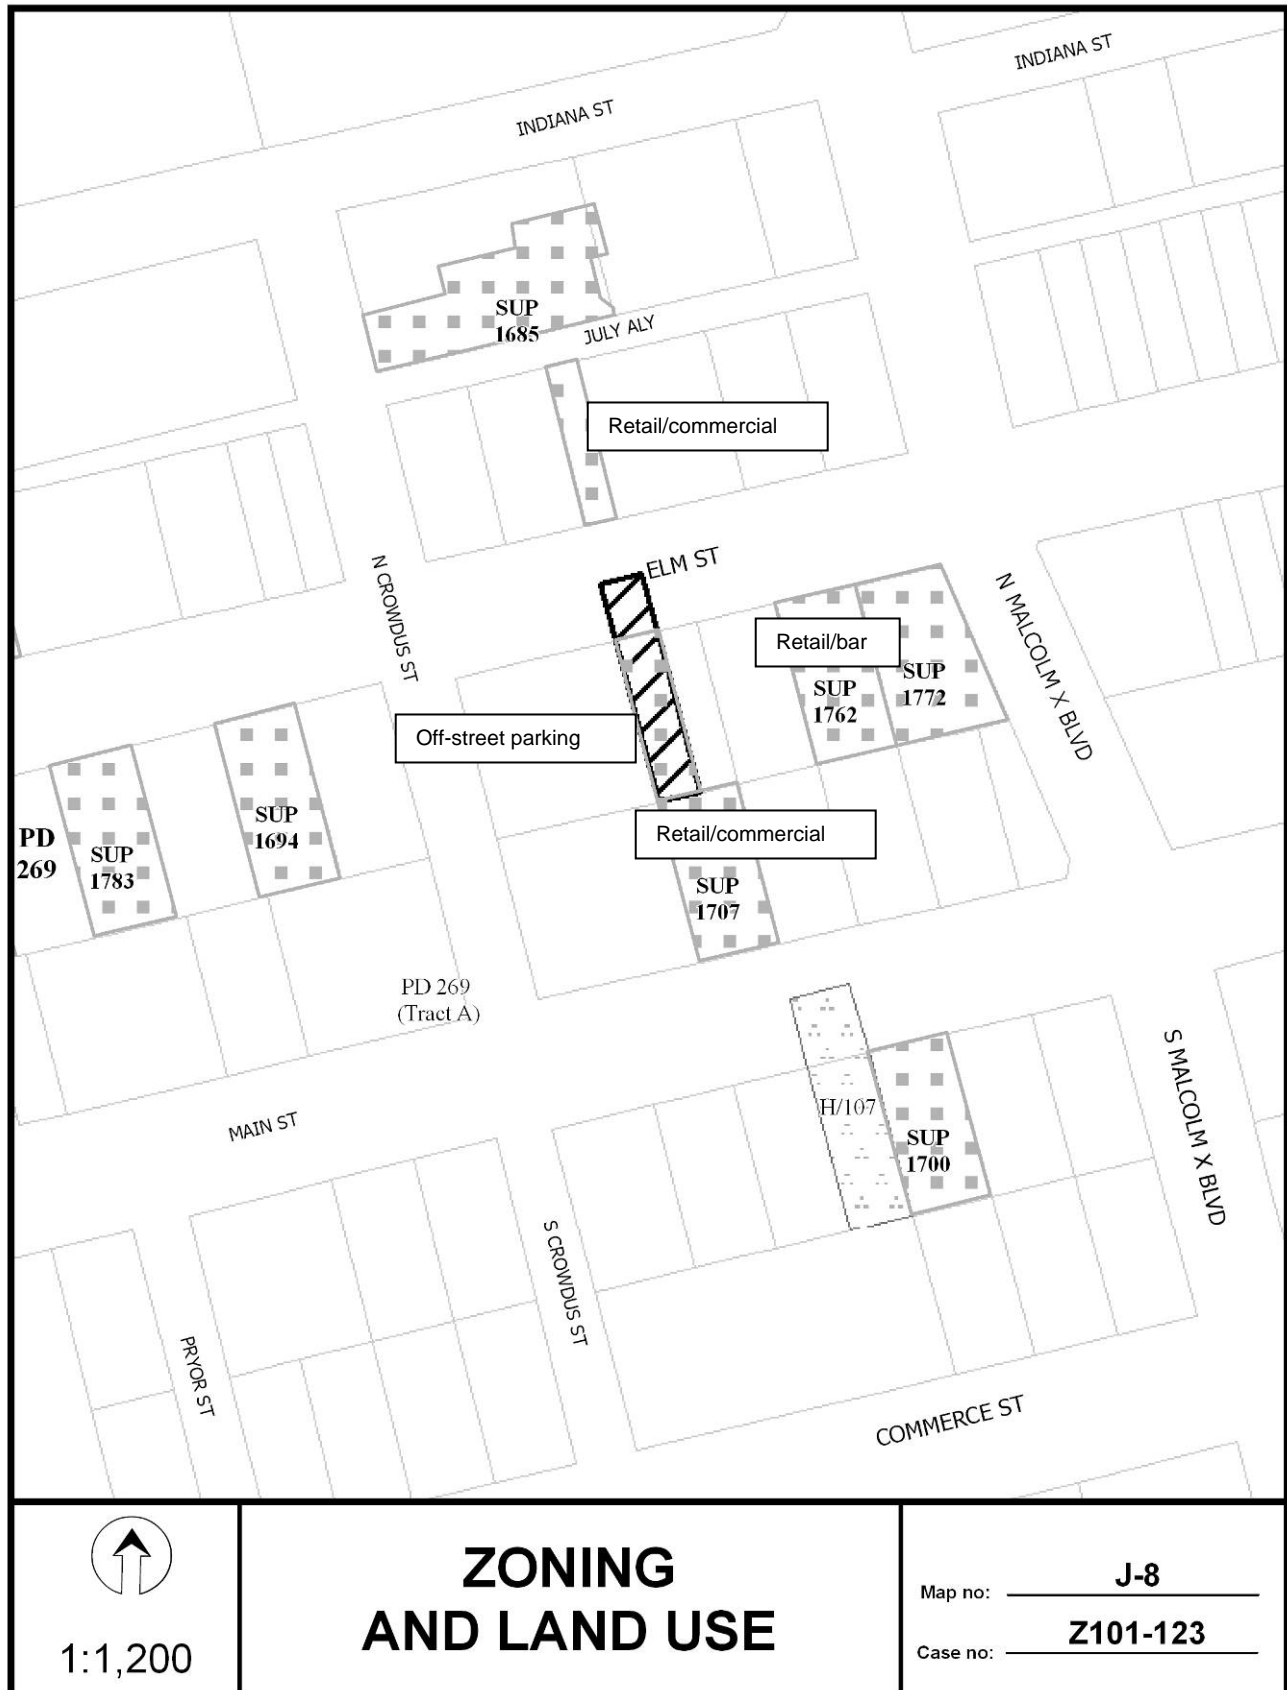 INDIANA ST
INDIANA ST
SUP
1685
JULY ALY
Retail/commercial
N CROWDUS ST
ELM ST
N MALCOLM X BLVD
Retail/bar
SUP
1762
SUP
1772
Off-street parking
Retail/commercial
SUP
1694
PD
269
SUP
1783
SUP
1707
PD 269
(Tract A)
MAIN ST
H/107
SUP
1700
S MALCOLM X BLVD
S CROWDUS ST
PRYOR ST
COMMERCE ST
1:1,200
ZONING
AND LAND USE
Map no: J-8
Case no: Z101-123